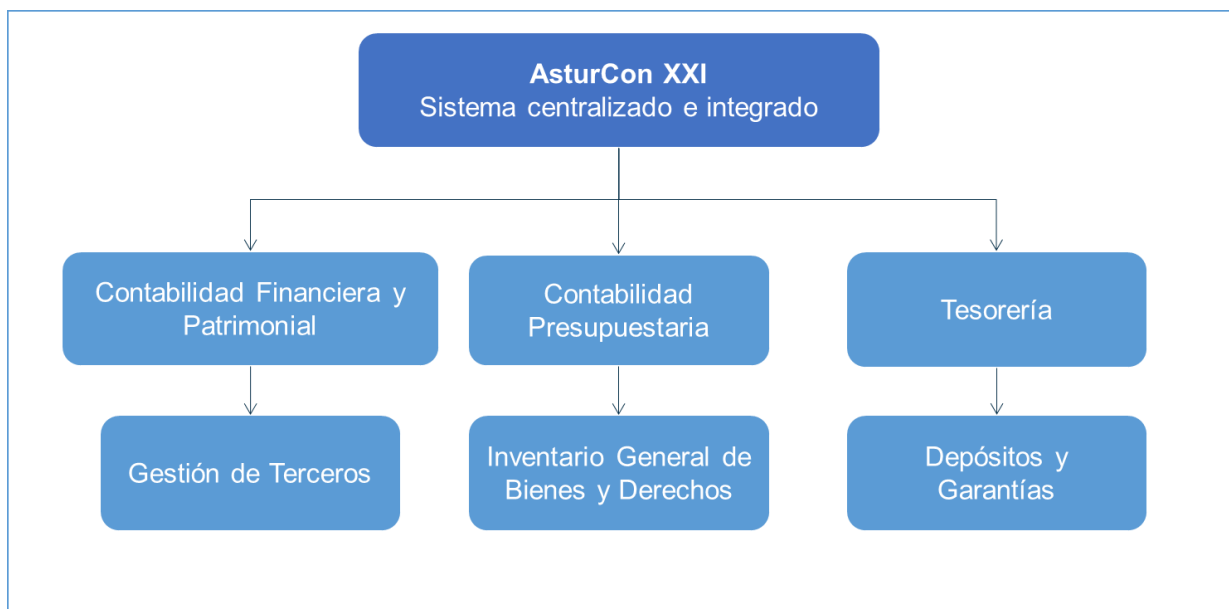 AsturCon XXI
Sistema centralizado e integrado
Contabilidad Financiera y
Patrimonial
Contabilidad
Presupuestaria
Tesorería
Gestión de Terceros
Inventario General de
Bienes y Derechos
Depósitos y
Garantías